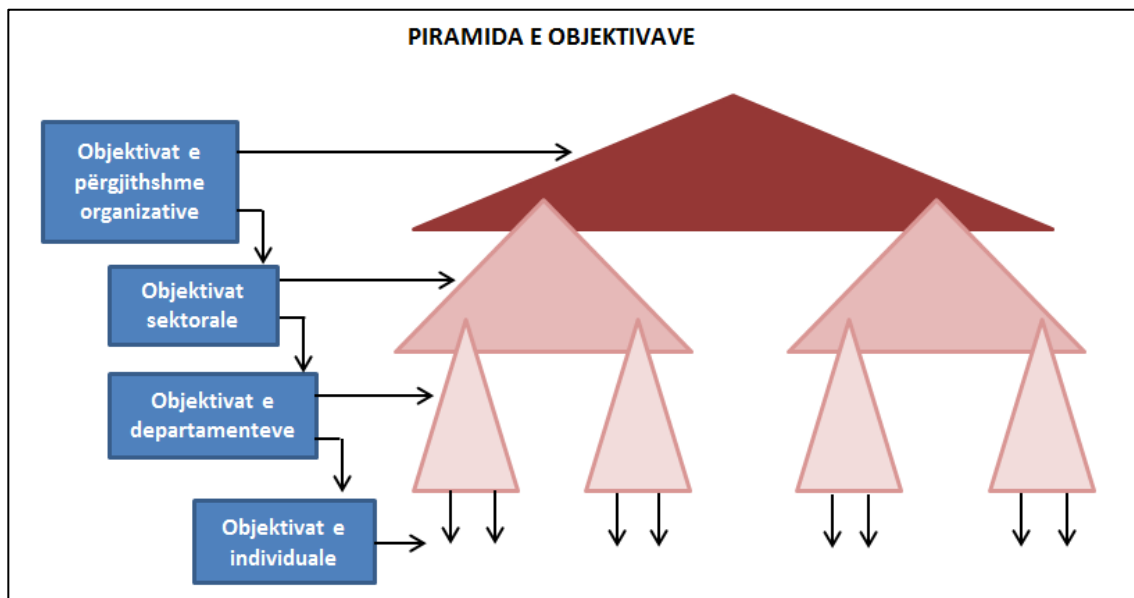 PIRAMIDA E OBJEKTIVAVE
Objektivat e
përgjithshme
organizative
Objektivat
sektorale
Objektivat e
departamenteve
Objektivat e
individuale